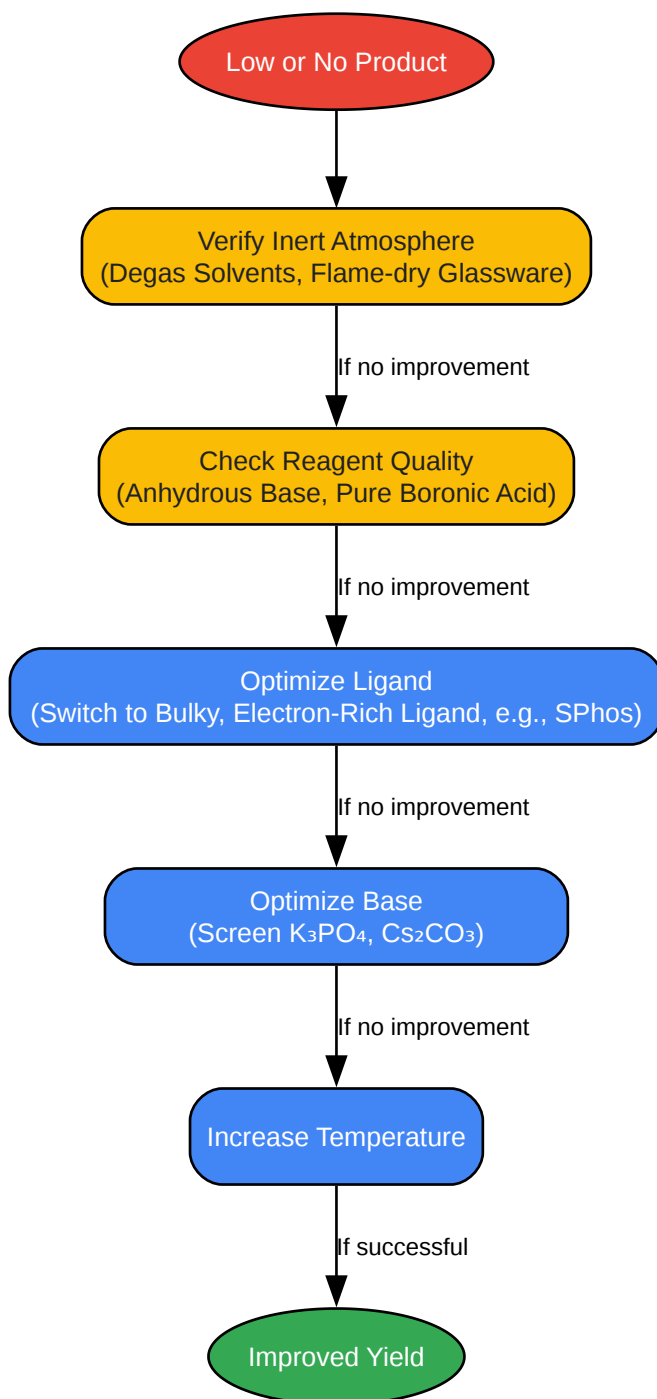 Low or No Product
Verify Inert Atmosphere
(Degas Solvents, Flame-dry Glassware)
If no improvement
Check Reagent Quality
(Anhydrous Base, Pure Boronic Acid)
If no improvement
Optimize Ligand
(Switch to Bulky, Electron-Rich Ligand, e.g., SPhos)
If no improvement
Optimize Base
(Screen K₃PO₄, Cs₂CO₃)
If no improvement
Increase Temperature
If successful
Improved Yield